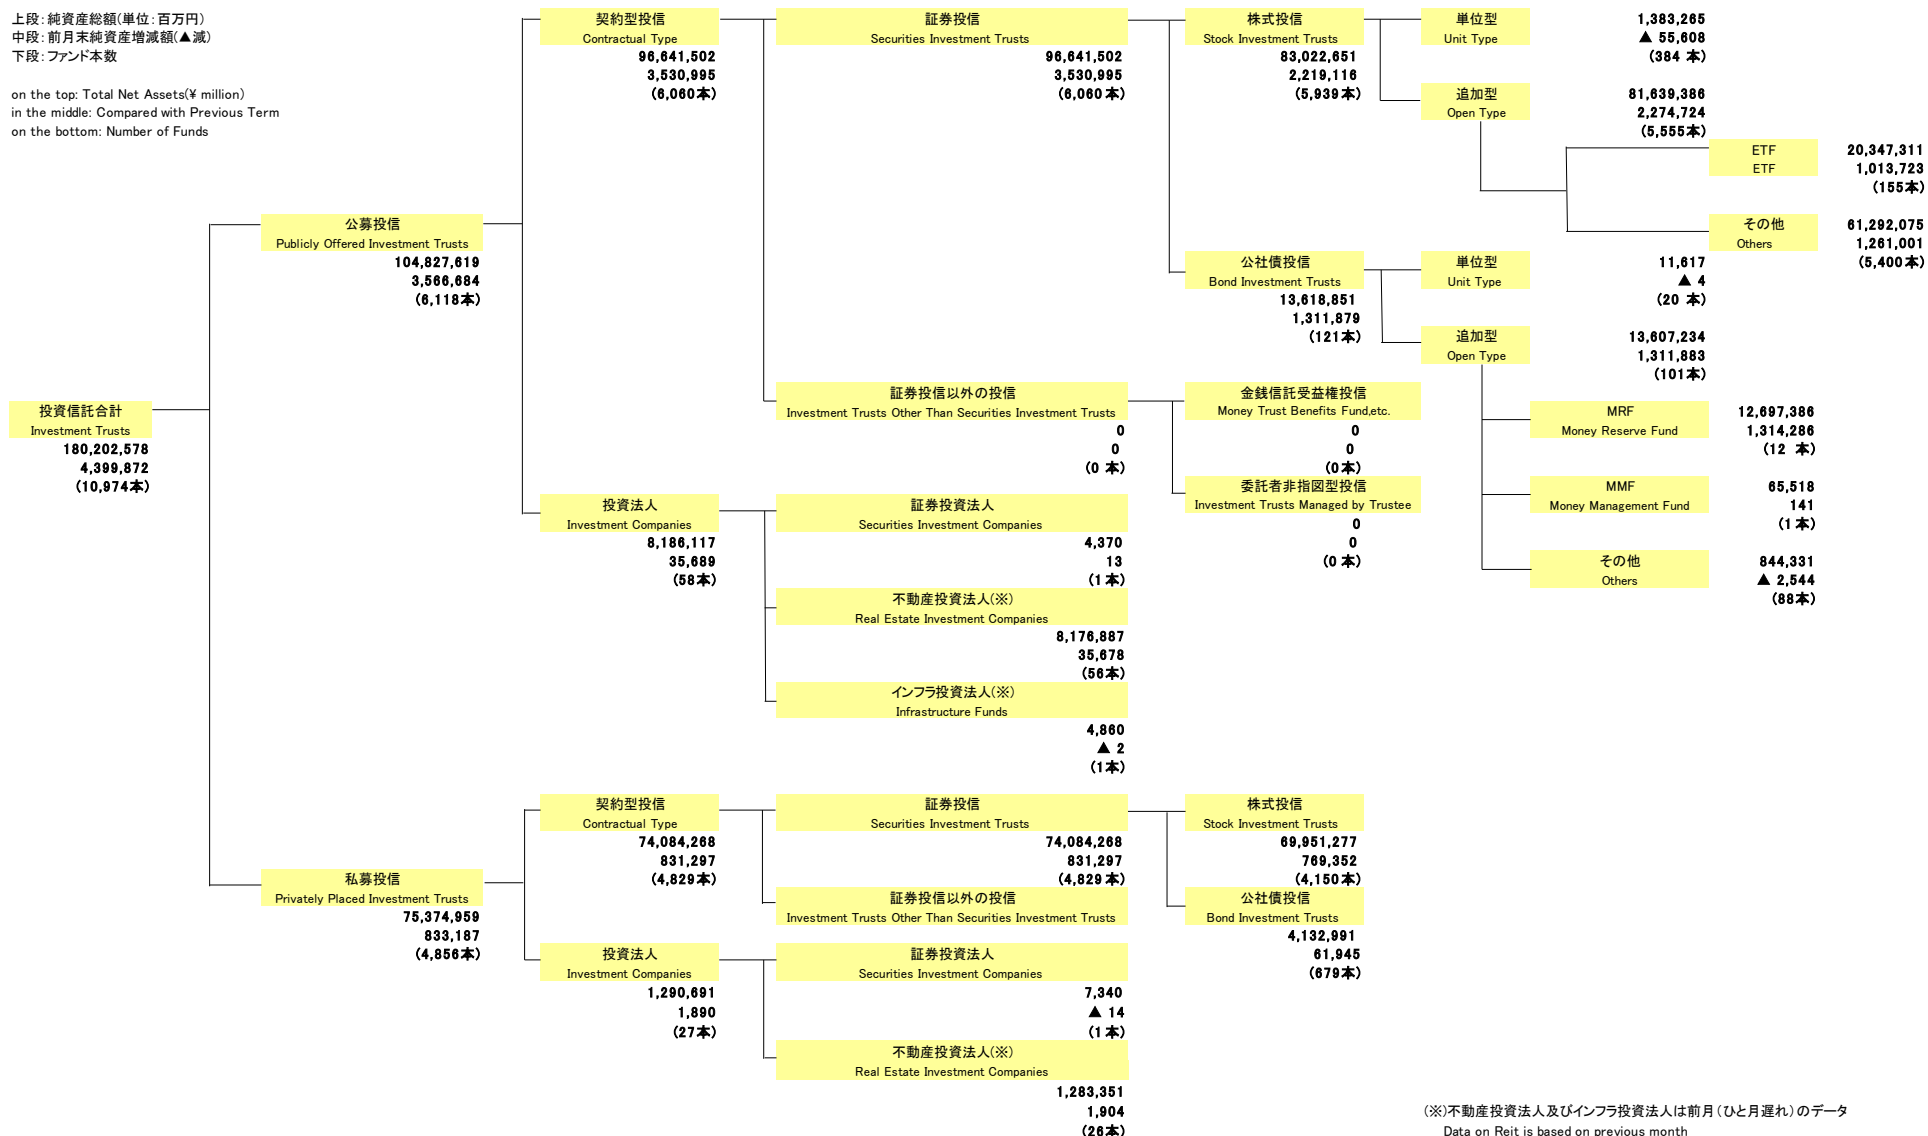 上段:純資産総額(単位:百万円)
中段:前月末純資産増減額(▲減)
下段:ファンド本数
on the top: Total Net Assets(¥ million)
in the middle: Compared with Previous Term
on the bottom: Number of Funds
投資信託合計
Investment Trusts
180,202,578
4,399,872
(10,974本)
公募投信
Publicly Offered Investment Trusts
104,827,619
3,566,684
(6,118本)
契約型投信
Contractual Type
96,641,502
3,530,995
(6,060本)
証券投信
Securities Investment Trusts
96,641,502
3,530,995
(6,060本)
株式投信
Stock Investment Trusts
83,022,651
2,219,116
(5,939本)
単位型
Unit Type
1,383,265
▲ 55,608
(384 本)
追加型
Open Type
81,639,386
2,274,724
(5,555本)
ETF
ETF
20,347,311
1,013,723
(155本)
その他
Others
61,292,075
1,261,001
(5,400本)
公社債投信
Bond Investment Trusts
13,618,851
1,311,879
(121本)
単位型
Unit Type
11,617
▲ 4
(20 本)
追加型
Open Type
13,607,234
1,311,883
(101本)
MRF
Money Reserve Fund
12,697,386
1,314,286
(12 本)
MMF
Money Management Fund
65,518
141
(1本)
その他
Others
844,331
▲ 2,544
(88本)
証券投信以外の投信
Investment Trusts Other Than Securities Investment Trusts
0
0
(0 本)
金銭信託受益権投信
Money Trust Benefits Fund,etc.
0
0
(0本)
委託者非指図型投信
Investment Trusts Managed by Trustee
0
0
(0 本)
投資法人
Investment Companies
8,186,117
35,689
(58本)
証券投資法人
Securities Investment Companies
4,370
13
(1本)
不動産投資法人(※)
Real Estate Investment Companies
8,176,887
35,678
(56本)
インフラ投資法人(※)
Infrastructure Funds
4,860
▲ 2
(1本)
私募投信
Privately Placed Investment Trusts
75,374,959
833,187
(4,856本)
契約型投信
Contractual Type
74,084,268
831,297
(4,829本)
証券投信
Securities Investment Trusts
74,084,268
831,297
(4,829本)
株式投信
Stock Investment Trusts
69,951,277
769,352
(4,150本)
公社債投信
Bond Investment Trusts
4,132,991
61,945
(679本)
証券投信以外の投信
Investment Trusts Other Than Securities Investment Trusts
投資法人
Investment Companies
1,290,691
1,890
(27本)
証券投資法人
Securities Investment Companies
7,340
▲ 14
(1本)
不動産投資法人(※)
Real Estate Investment Companies
1,283,351
1,904
(26本)
(※)不動産投資法人及びインフラ投資法人は前月(ひと月遅れ)のデータ
Data on Reit is based on previous month